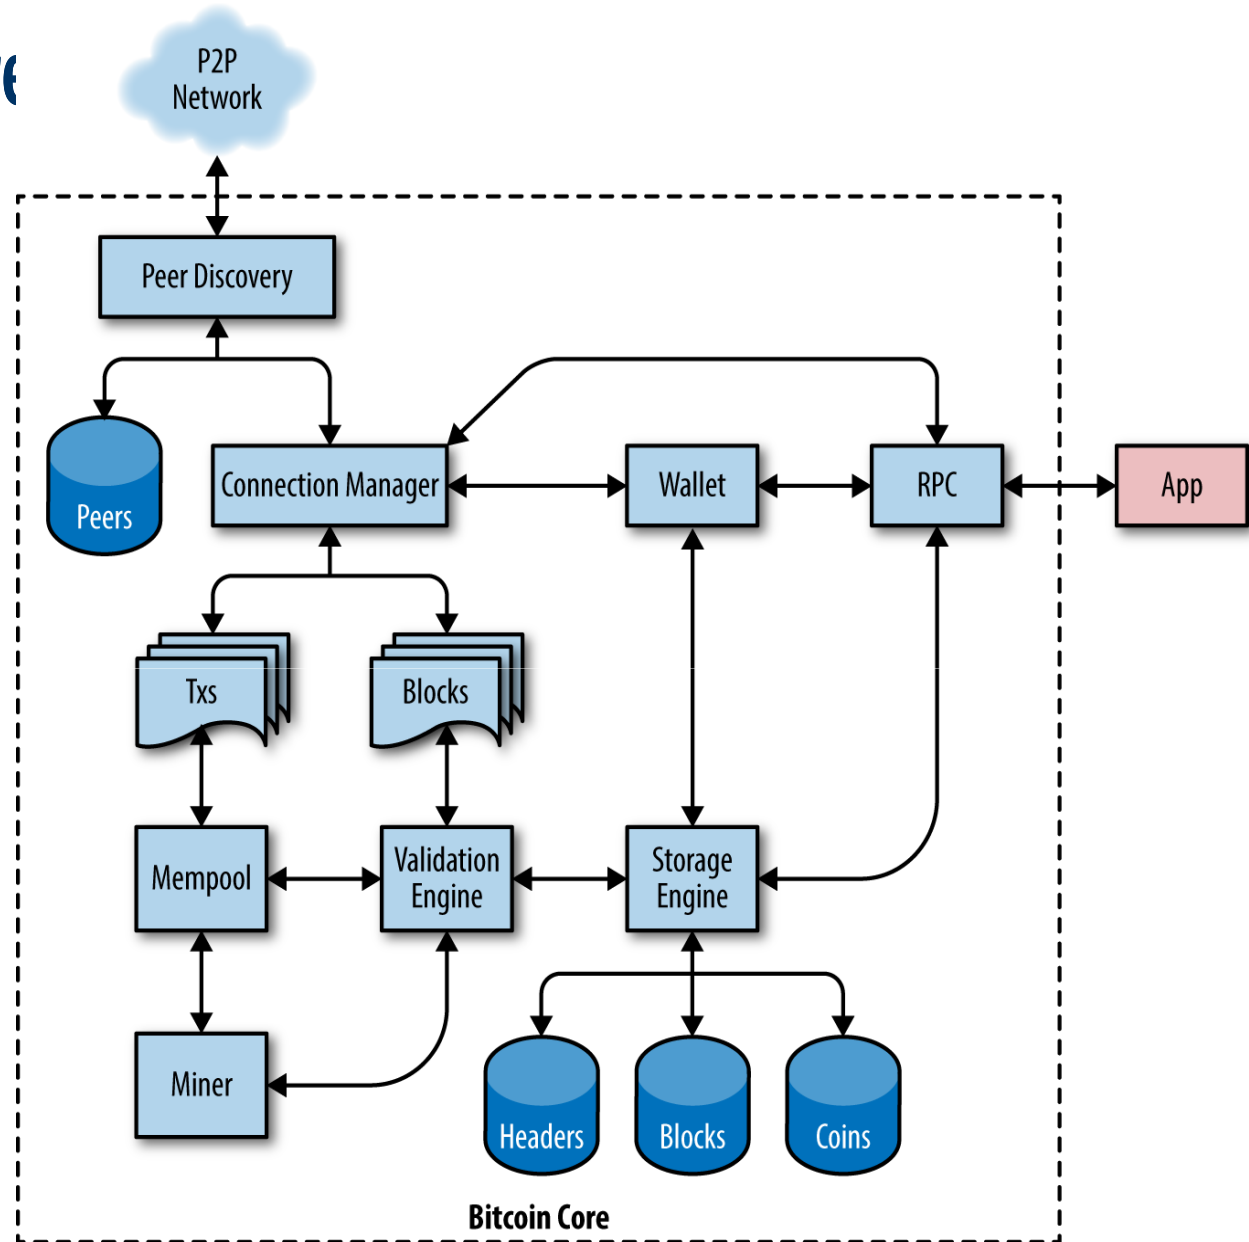 P2P
Network
Peer Discovery
Peers
Connection Manager
Wallet
RPC
App
Txs
Blocks
Mempool
Validation
Engine
Storage
Engine
Miner
Headers
Blocks
Coins
Bitcoin Core